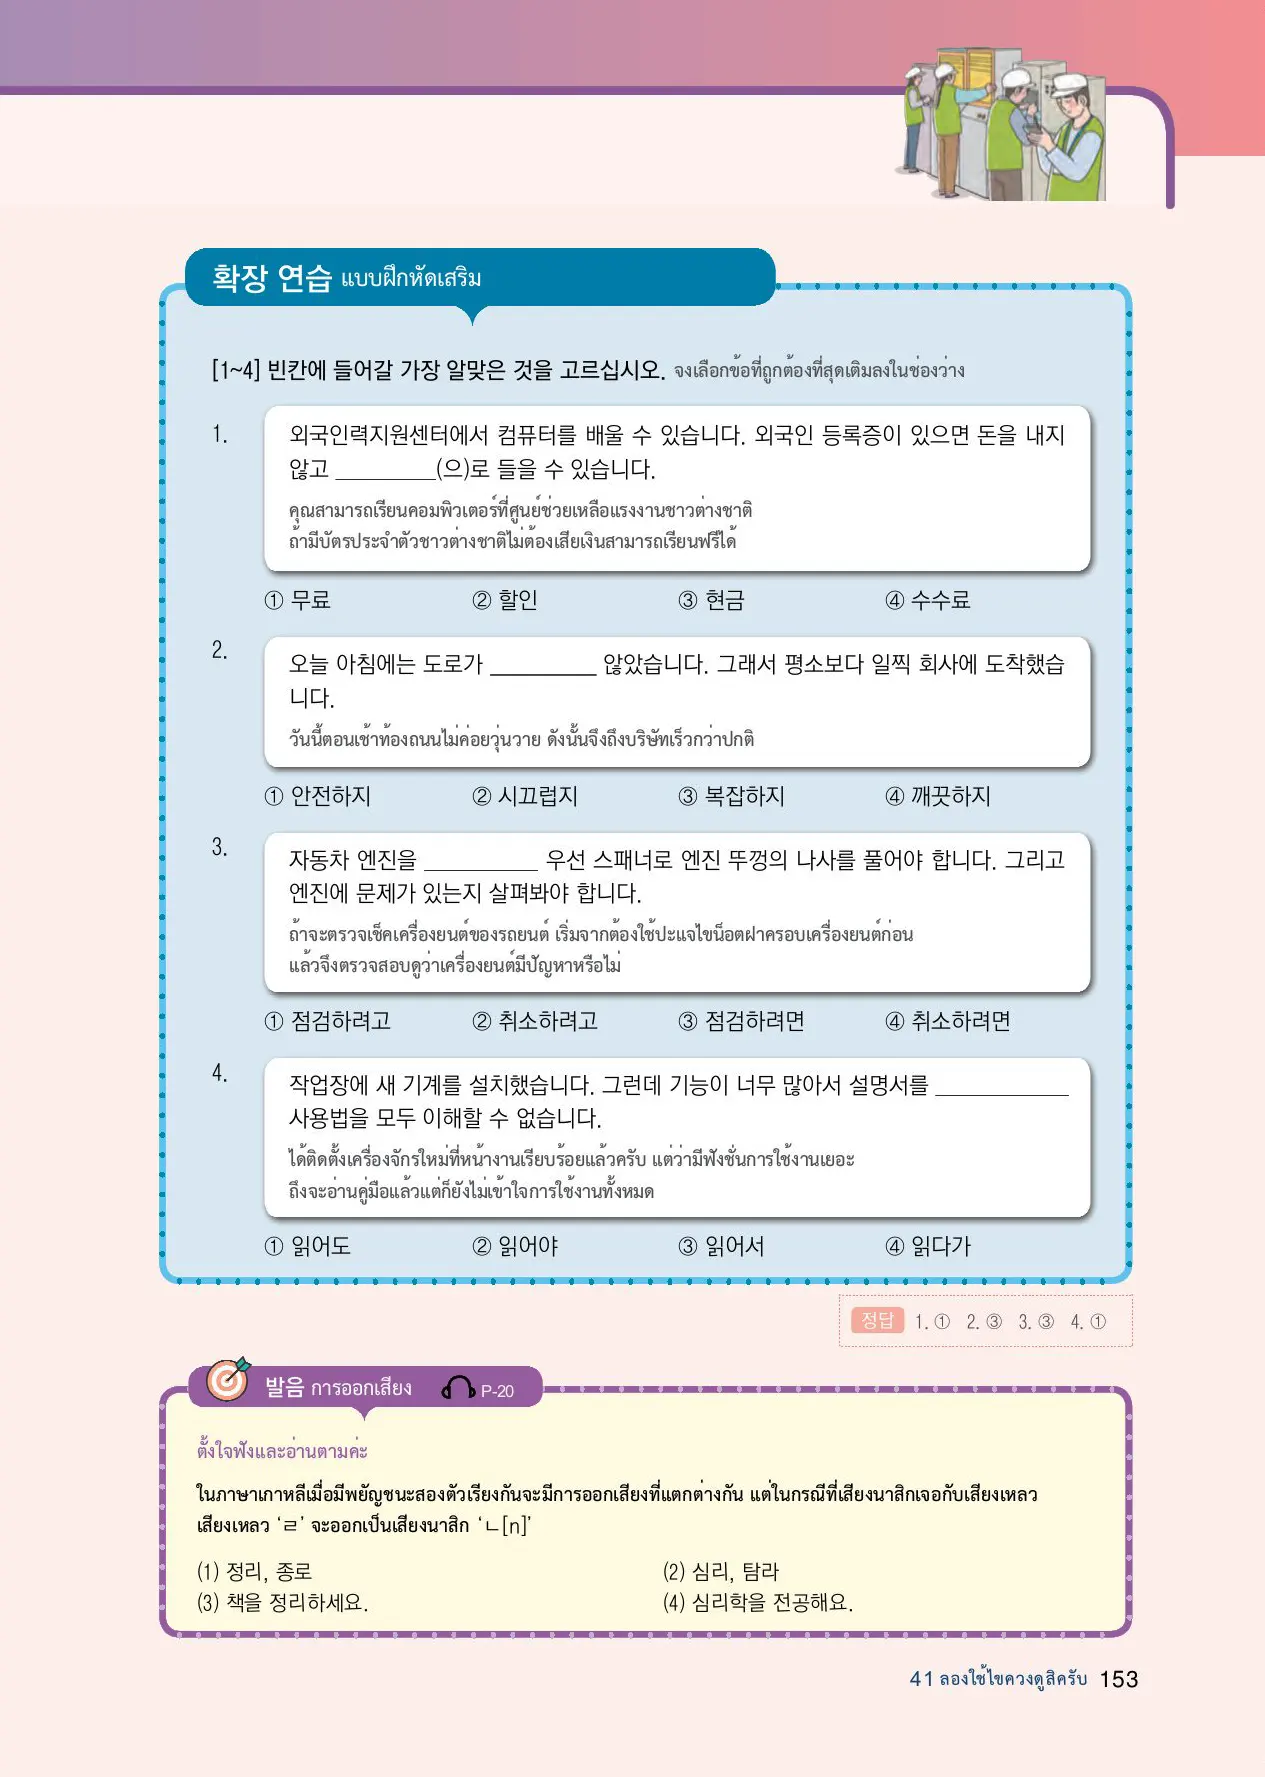 확장 연습 แบบฝึกหัดเสริม
[1~4] 빈칸에 들어갈 가장 알맞은 것을 고르십시오. จงเลือกข้อที่ถูกต้องที่สุดเติมลงในช่องว่าง
1. 외국인력지원센터에서 컴퓨터를 배울 수 있습니다. 외국인 등록증이 있으면 돈을 내지
않고 _________(으)로 들을 수 있습니다.
คุณสามารถเรียนคอมพิวเตอร์ที่ศูนย์ช่วยเหลือแรงงานชาวต่างชาติ
ถ้ามีบัตรประจำตัวชาวต่างชาติไม่ต้องเสียเงินสามารถเรียนฟรีได้
① 무료 ② 할인 ③ 현금 ④ 수수료
2. 오늘 아침에는 도로가 _________ 않았습니다. 그래서 평소보다 일찍 회사에 도착했습
니다.
วันนี้ตอนเช้าท้องถนนไม่ค่อยวุ่นวาย ดังนั้นจึงถึงบริษัทเร็วกว่าปกติ
① 안전하지 ② 시끄럽지 ③ 복잡하지 ④ 깨끗하지
3. 자동차 엔진을 _________ 우선 스패너로 엔진 뚜껑의 나사를 풀어야 합니다. 그리고
엔진에 문제가 있는지 살펴봐야 합니다.
ถ้าจะตรวจเช็คเครื่องยนต์ของรถยนต์ เริ่มจากต้องใช้ปะแจไขน็อตฝาครอบเครื่องยนต์ก่อน
แล้วจึงตรวจสอบดูว่าเครื่องยนต์มีปัญหาหรือไม่
① 점검하려고 ② 취소하려고 ③ 점검하려면 ④ 취소하려면
4. 작업장에 새 기계를 설치했습니다. 그런데 기능이 너무 많아서 설명서를 ___________
사용법을 모두 이해할 수 없습니다.
ได้ติดตั้งเครื่องจักรใหม่ที่หน้างานเรียบร้อยแล้วครับ แต่ว่ามีฟังชั่นการใช้งานเยอะ
ถึงจะอ่านคู่มือแล้วแต่ก็ยังไม่เข้าใจการใช้งานทั้งหมด
① 읽어도 ② 읽어야 ③ 읽어서 ④ 읽다가
정답 1. ① 2. ③ 3. ③ 4. ①
발음 การออกเสียง P-20
ตั้งใจฟังและอ่านตามค่ะ
ในภาษาเกาหลีเมื่อมีพยัญชนะสองตัวเรียงกันจะมีการออกเสียงที่แตกต่างกัน แต่ในกรณีที่เสียงนาสิกเจอกับเสียงเหลว
เสียงเหลว ‘ㄹ’ จะออกเป็นเสียงนาสิก ‘ㄴ[n]’
(1) 정리, 종로 (2) 심리, 탐라
(3) 책을 정리하세요. (4) 심리학을 전공해요.
41 ลองใช้ไขควงดูสิครับ 153